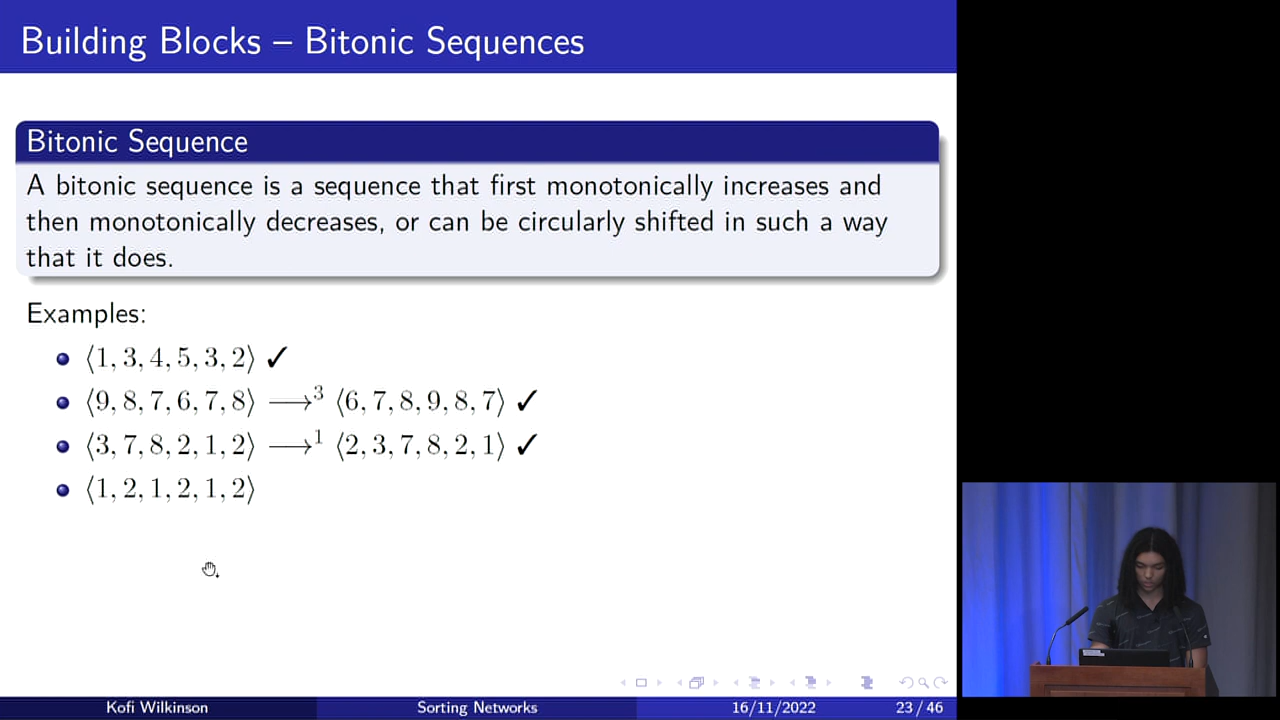 Building Blocks – Bitonic Sequences
Bitonic Sequence
A bitonic sequence is a sequence that first monotonically increases and
then monotonically decreases, or can be circularly shifted in such a way
that it does.
Examples:
⟨1, 3, 4, 5, 3, 2⟩ ✓
⟨9, 8, 7, 6, 7, 8⟩ ⟶³ ⟨6, 7, 8, 9, 8, 7⟩ ✓
⟨3, 7, 8, 2, 1, 2⟩ ⟶¹ ⟨2, 3, 7, 8, 2, 1⟩ ✓
⟨1, 2, 1, 2, 1, 2⟩
Kofi Wilkinson Sorting Networks 16/11/2022 23 / 46